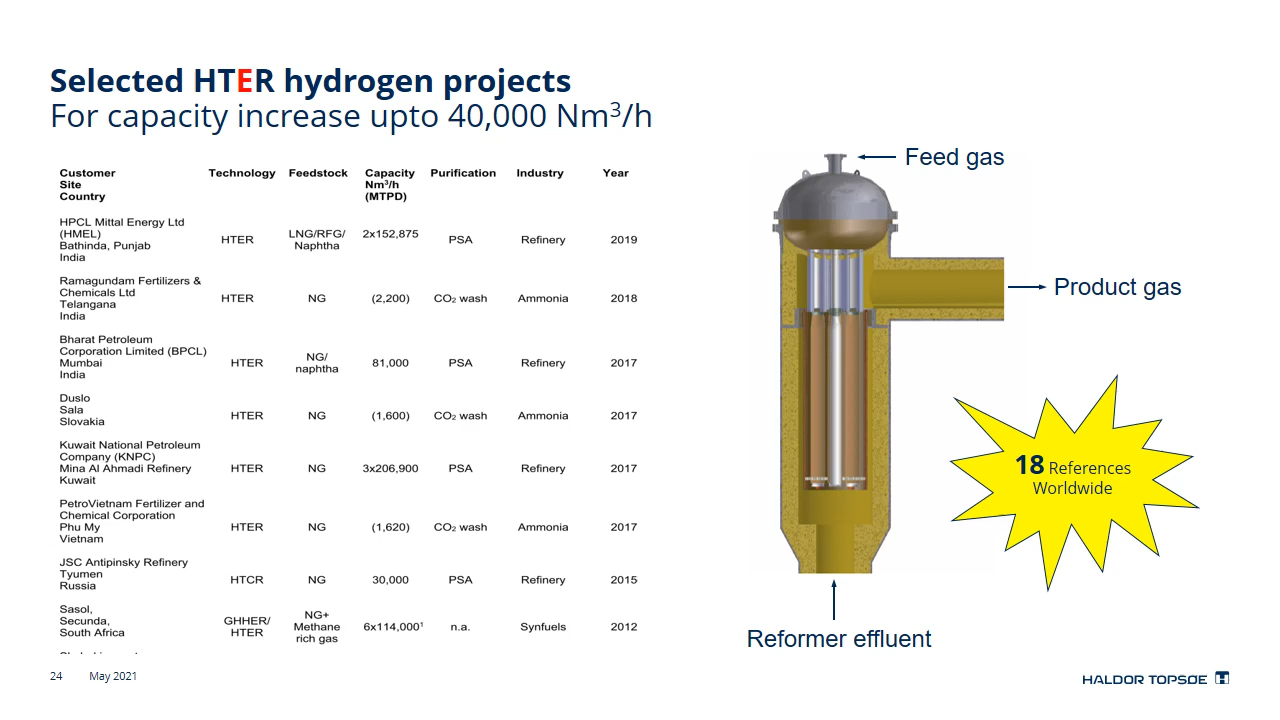 Selected HTER hydrogen projects
For capacity increase upto 40,000 Nm³/h
Customer
Site
Country
Technology
Feedstock
Capacity
Nm³/h
(MTPD)
Purification
Industry
Year
HPCL Mittal Energy Ltd
(HMEL)
Bathinda, Punjab
India
HTER
LNG/RFG/
Naphtha
2x152,875
PSA
Refinery
2019
Ramagundam Fertilizers &
Chemicals Ltd
Telangana
India
HTER
NG
(2,200)
CO₂ wash
Ammonia
2018
Bharat Petroleum
Corporation Limited (BPCL)
Mumbai
India
HTER
NG/
naphtha
81,000
PSA
Refinery
2017
Duslo
Sala
Slovakia
HTER
NG
(1,600)
CO₂ wash
Ammonia
2017
Kuwait National Petroleum
Company (KNPC)
Mina Al Ahmadi Refinery
Kuwait
HTER
NG
3x206,900
PSA
Refinery
2017
PetroVietnam Fertilizer and
Chemical Corporation
Phu My
Vietnam
HTER
NG
(1,620)
CO₂ wash
Ammonia
2017
JSC Antipinsky Refinery
Tyumen
Russia
HTCR
NG
30,000
PSA
Refinery
2015
Sasol,
Secunda,
South Africa
GHHER/
HTER
NG+
Methane
rich gas
6x114,000¹
n.a.
Synfuels
2012
Feed gas
Product gas
18 References
Worldwide
Reformer effluent
24 May 2021
HALDOR TOPSØE